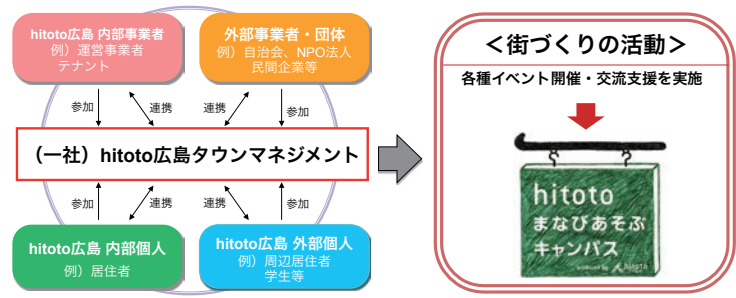 hitoto広島 内部事業者
例）運営事業者
テナント
外部事業者・団体
例）自治会、NPO法人
民間企業等
参加
連携
連携
参加
（一社）hitoto広島タウンマネジメント
参加
連携
連携
参加
hitoto広島 内部個人
例）居住者
hitoto広島 外部個人
例）周辺居住者
学生等
＜街づくりの活動＞
各種イベント開催・交流支援を実施
hitoto
まなびあそぶ
キャンパス
produced by hitoto